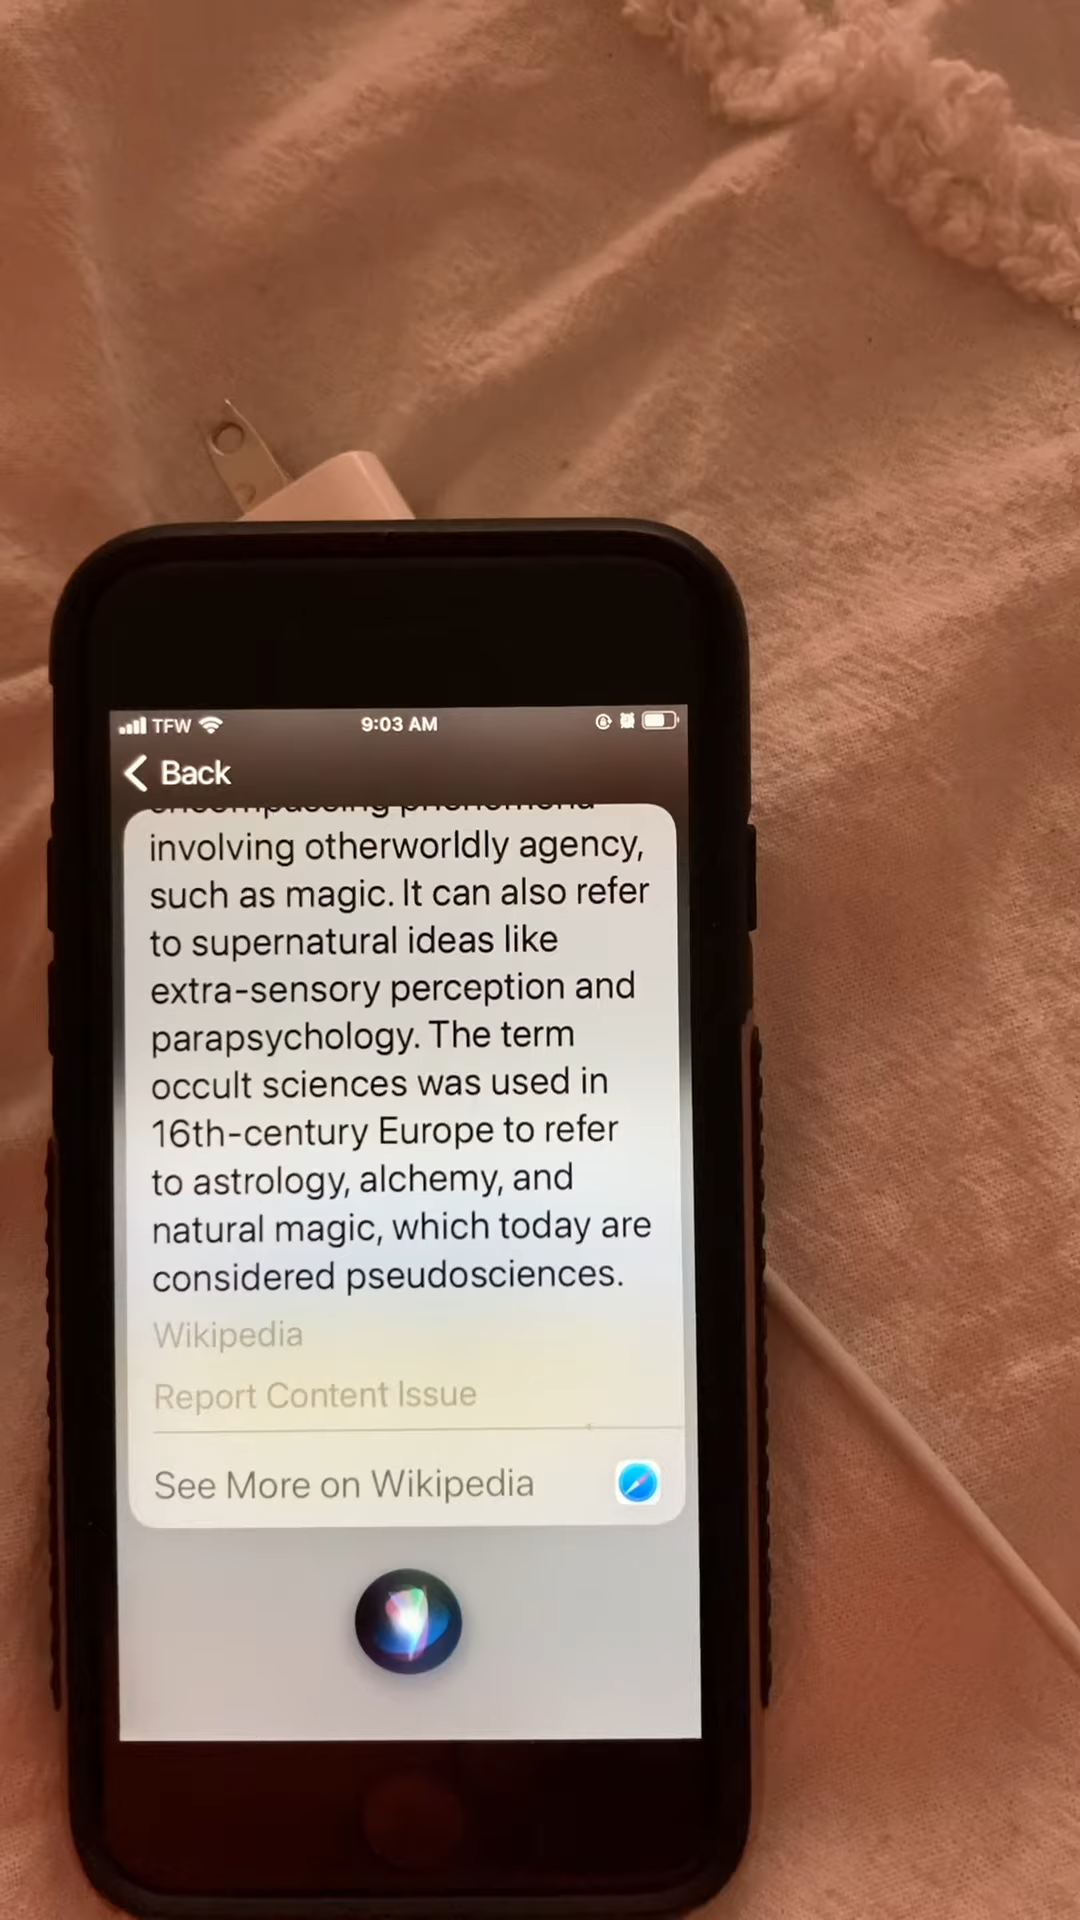 TFW
9:03 AM
Back
encompassing phenomena
involving otherworldly agency,
such as magic. It can also refer
to supernatural ideas like
extra-sensory perception and
parapsychology. The term
occult sciences was used in
16th-century Europe to refer
to astrology, alchemy, and
natural magic, which today are
considered pseudosciences.
Wikipedia
Report Content Issue
See More on Wikipedia